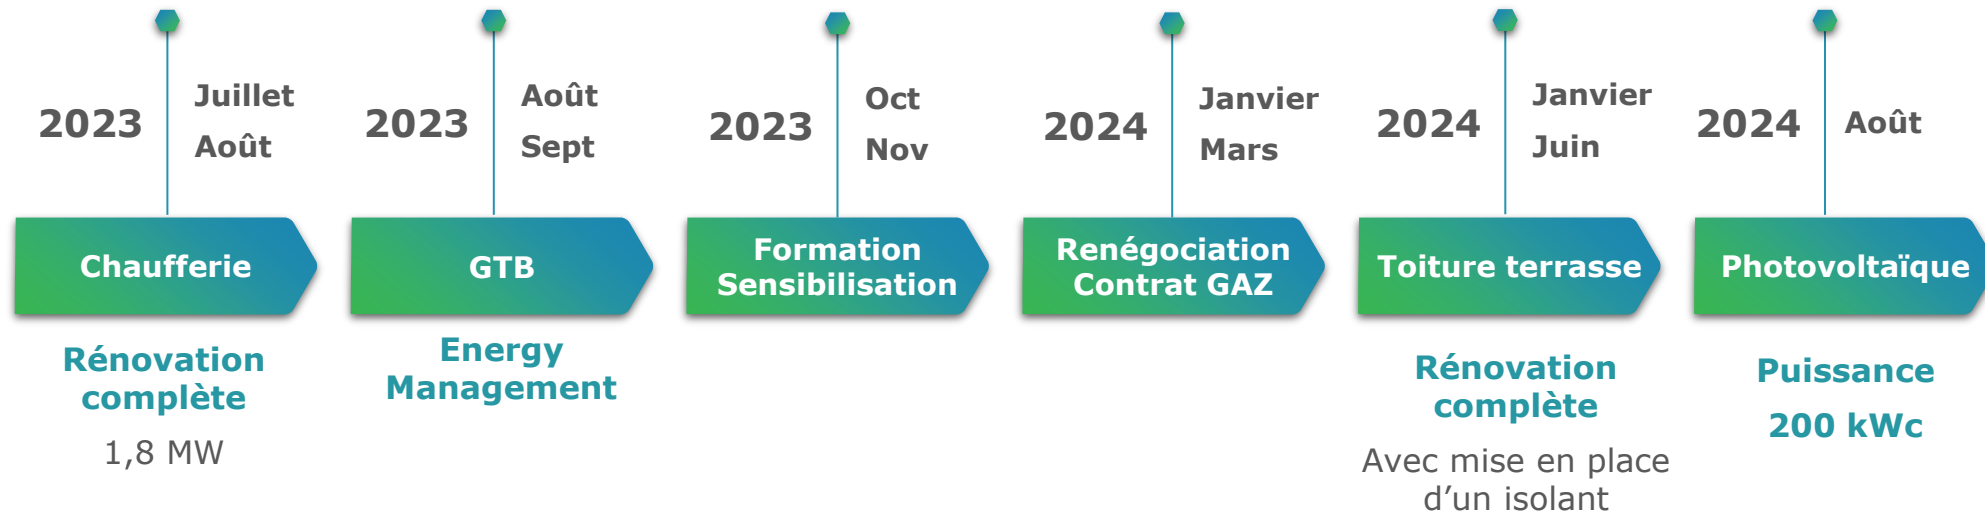 2023
Juillet
Août
Chaufferie
Rénovation
complète
1,8 MW
2023
Août
Sept
GTB
Energy
Management
2023
Oct
Nov
Formation
Sensibilisation
2024
Janvier
Mars
Renégociation
Contrat GAZ
2024
Janvier
Juin
Toiture terrasse
Rénovation
complète
Avec mise en place
d’un isolant
2024
Août
Photovoltaïque
Puissance
200 kWc